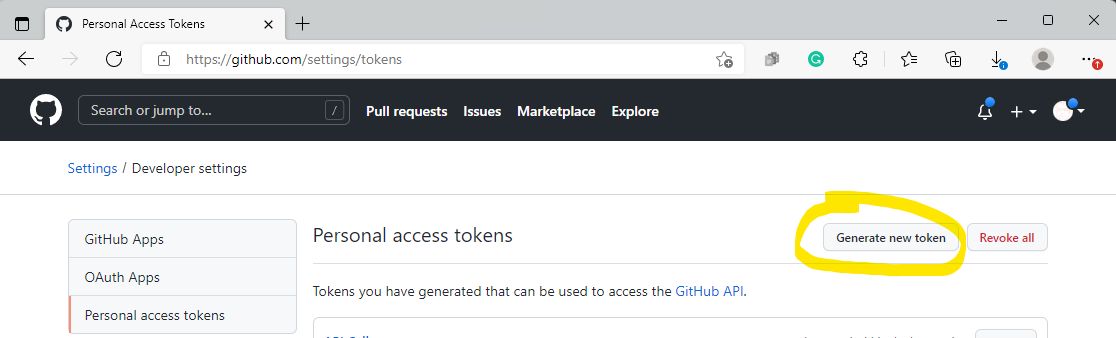 Personal Access Tokens
https://github.com/settings/tokens
Search or jump to... / Pull requests Issues Marketplace Explore
Settings / Developer settings
GitHub Apps
OAuth Apps
Personal access tokens
Personal access tokens
Generate new token Revoke all
Tokens you have generated that can be used to access the GitHub API.